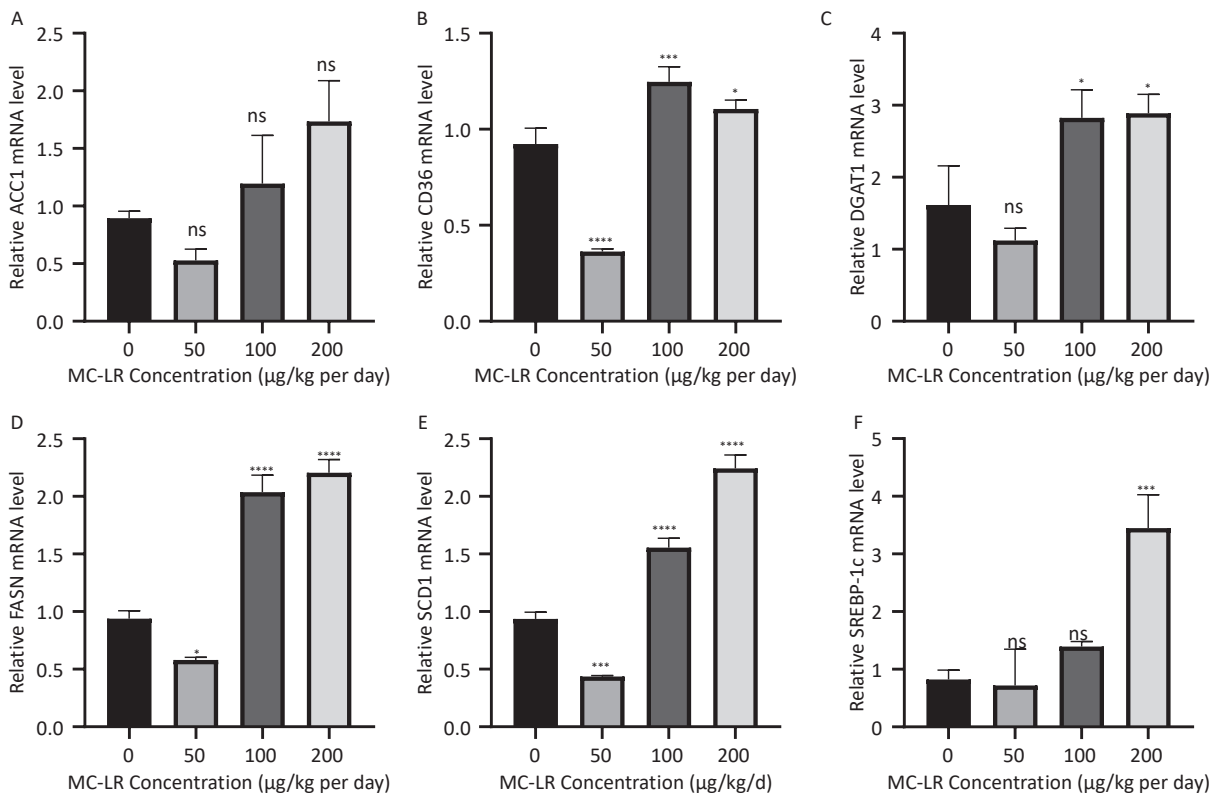 A
Relative ACC1 mRNA level
2.5
2.0
1.5
1.0
0.5
0.0
ns
ns
ns
0 50 100 200
MC-LR Concentration (μg/kg per day)
B
Relative CD36 mRNA level
1.5
1.0
0.5
0.0
****
***
*
0 50 100 200
MC-LR Concentration (μg/kg per day)
C
Relative DGAT1 mRNA level
4
3
2
1
0
ns
*
*
0 50 100 200
MC-LR Concentration (μg/kg per day)
D
Relative FASN mRNA level
2.5
2.0
1.5
1.0
0.5
0.0
*
****
****
0 50 100 200
MC-LR Concentration (μg/kg per day)
E
Relative SCD1 mRNA level
2.5
2.0
1.5
1.0
0.5
0.0
***
****
****
0 50 100 200
MC-LR Concentration (μg/kg/d)
F
Relative SREBP-1c mRNA level
5
4
3
2
1
0
ns
ns
***
0 50 100 200
MC-LR Concentration (μg/kg per day)